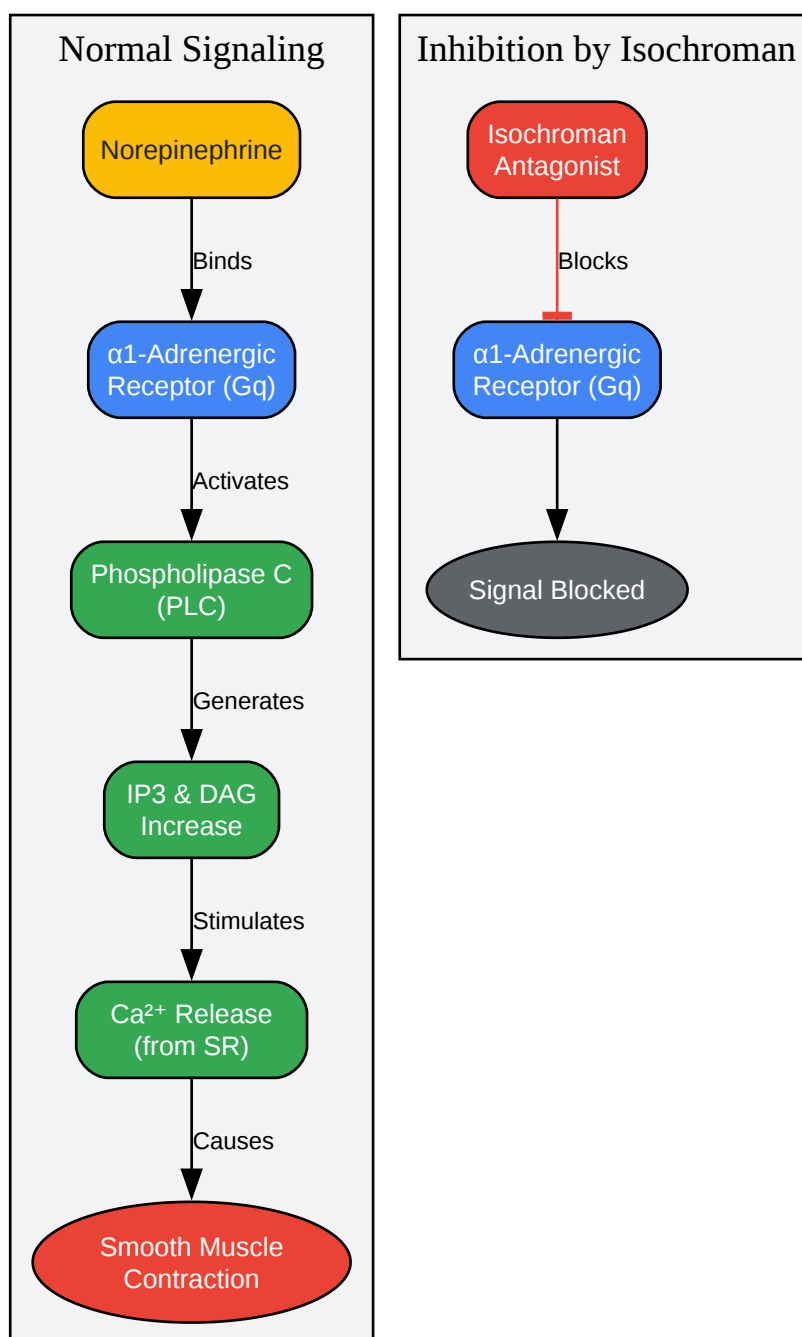 Normal Signaling
Norepinephrine
Binds
α1-Adrenergic
Receptor (Gq)
Activates
Phospholipase C
(PLC)
Generates
IP3 & DAG
Increase
Stimulates
Ca²⁺ Release
(from SR)
Causes
Smooth Muscle
Contraction
Inhibition by Isochroman
Isochroman
Antagonist
Blocks
α1-Adrenergic
Receptor (Gq)
Signal Blocked